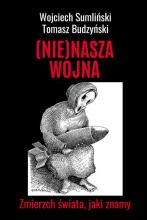 Wojciech Sumliński
Tomasz Budzyński
(NIE)NASZA
WOJNA
Zmierzch świata, jaki znamy